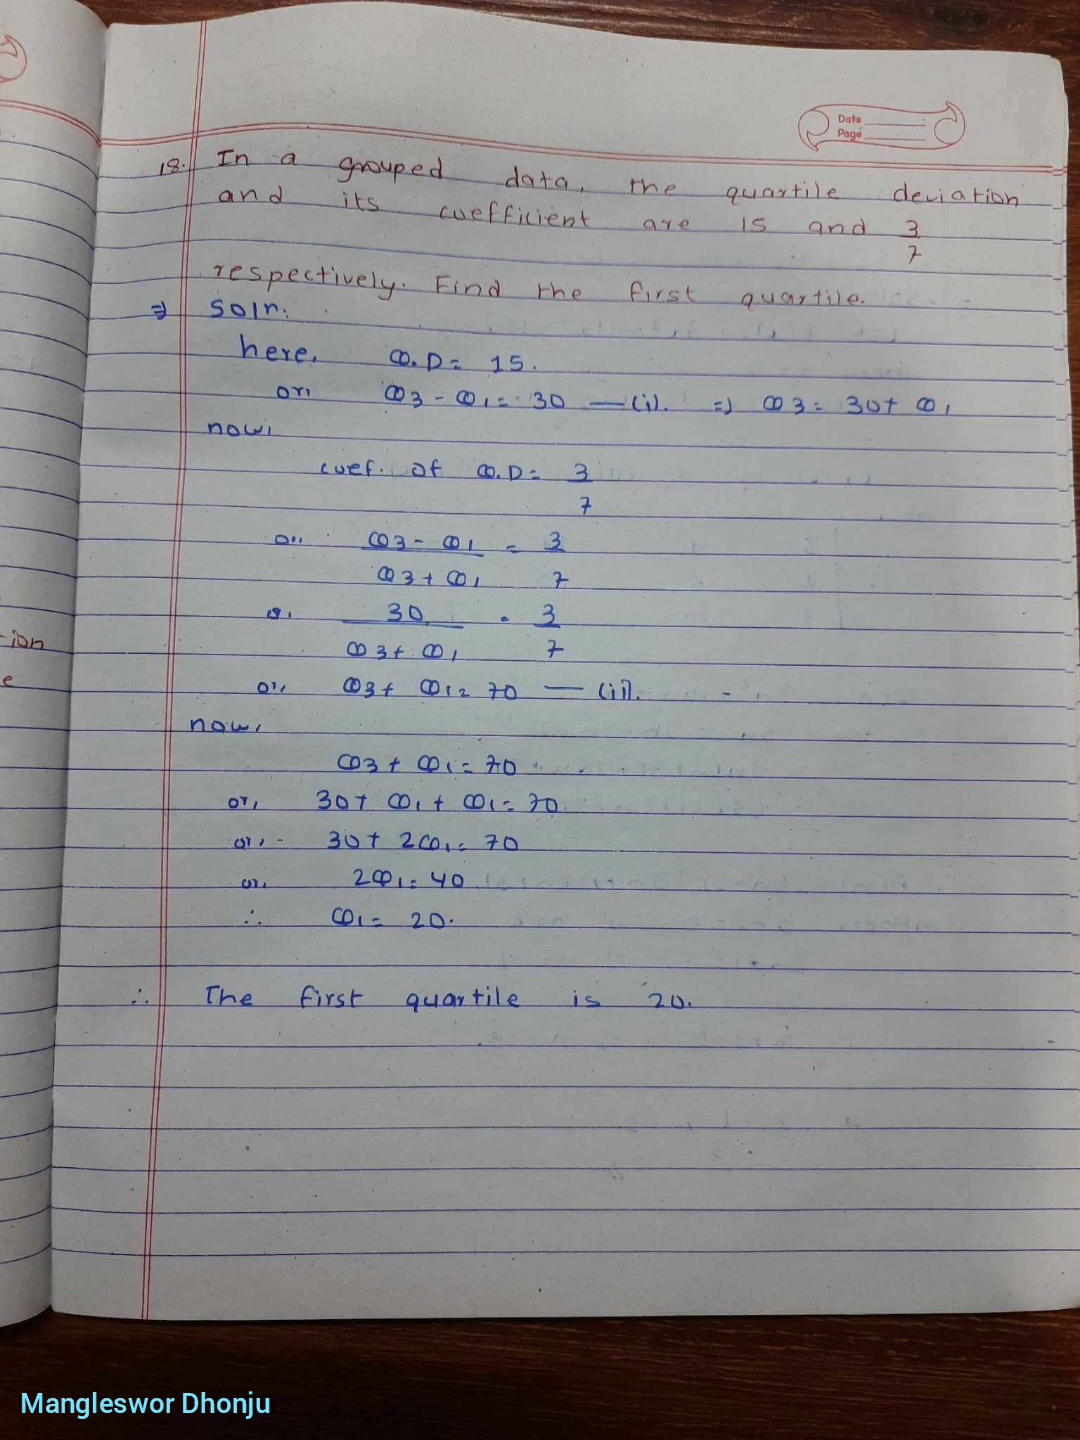 Date
Page
18. In a grouped data, the quartile deviation
and its coefficient are 15 and 3/7
respectively. Find the first quartile.
⇒ Soln:
here, Q.D = 15.
or, Q3 - Q1 = 30 — (i). ⇒ Q3 = 30 + Q1
now,
coef. of Q.D = 3/7
or, Q3 - Q1 / Q3 + Q1 = 3/7
or, 30 / Q3 + Q1 = 3/7
or, Q3 + Q1 = 70 — (ii).
now,
Q3 + Q1 = 70
or, 30 + Q1 + Q1 = 70
or, 30 + 2Q1 = 70
or, 2Q1 = 40
∴ Q1 = 20.
∴ The first quartile is 20.
tion
e
Mangleswor Dhonju